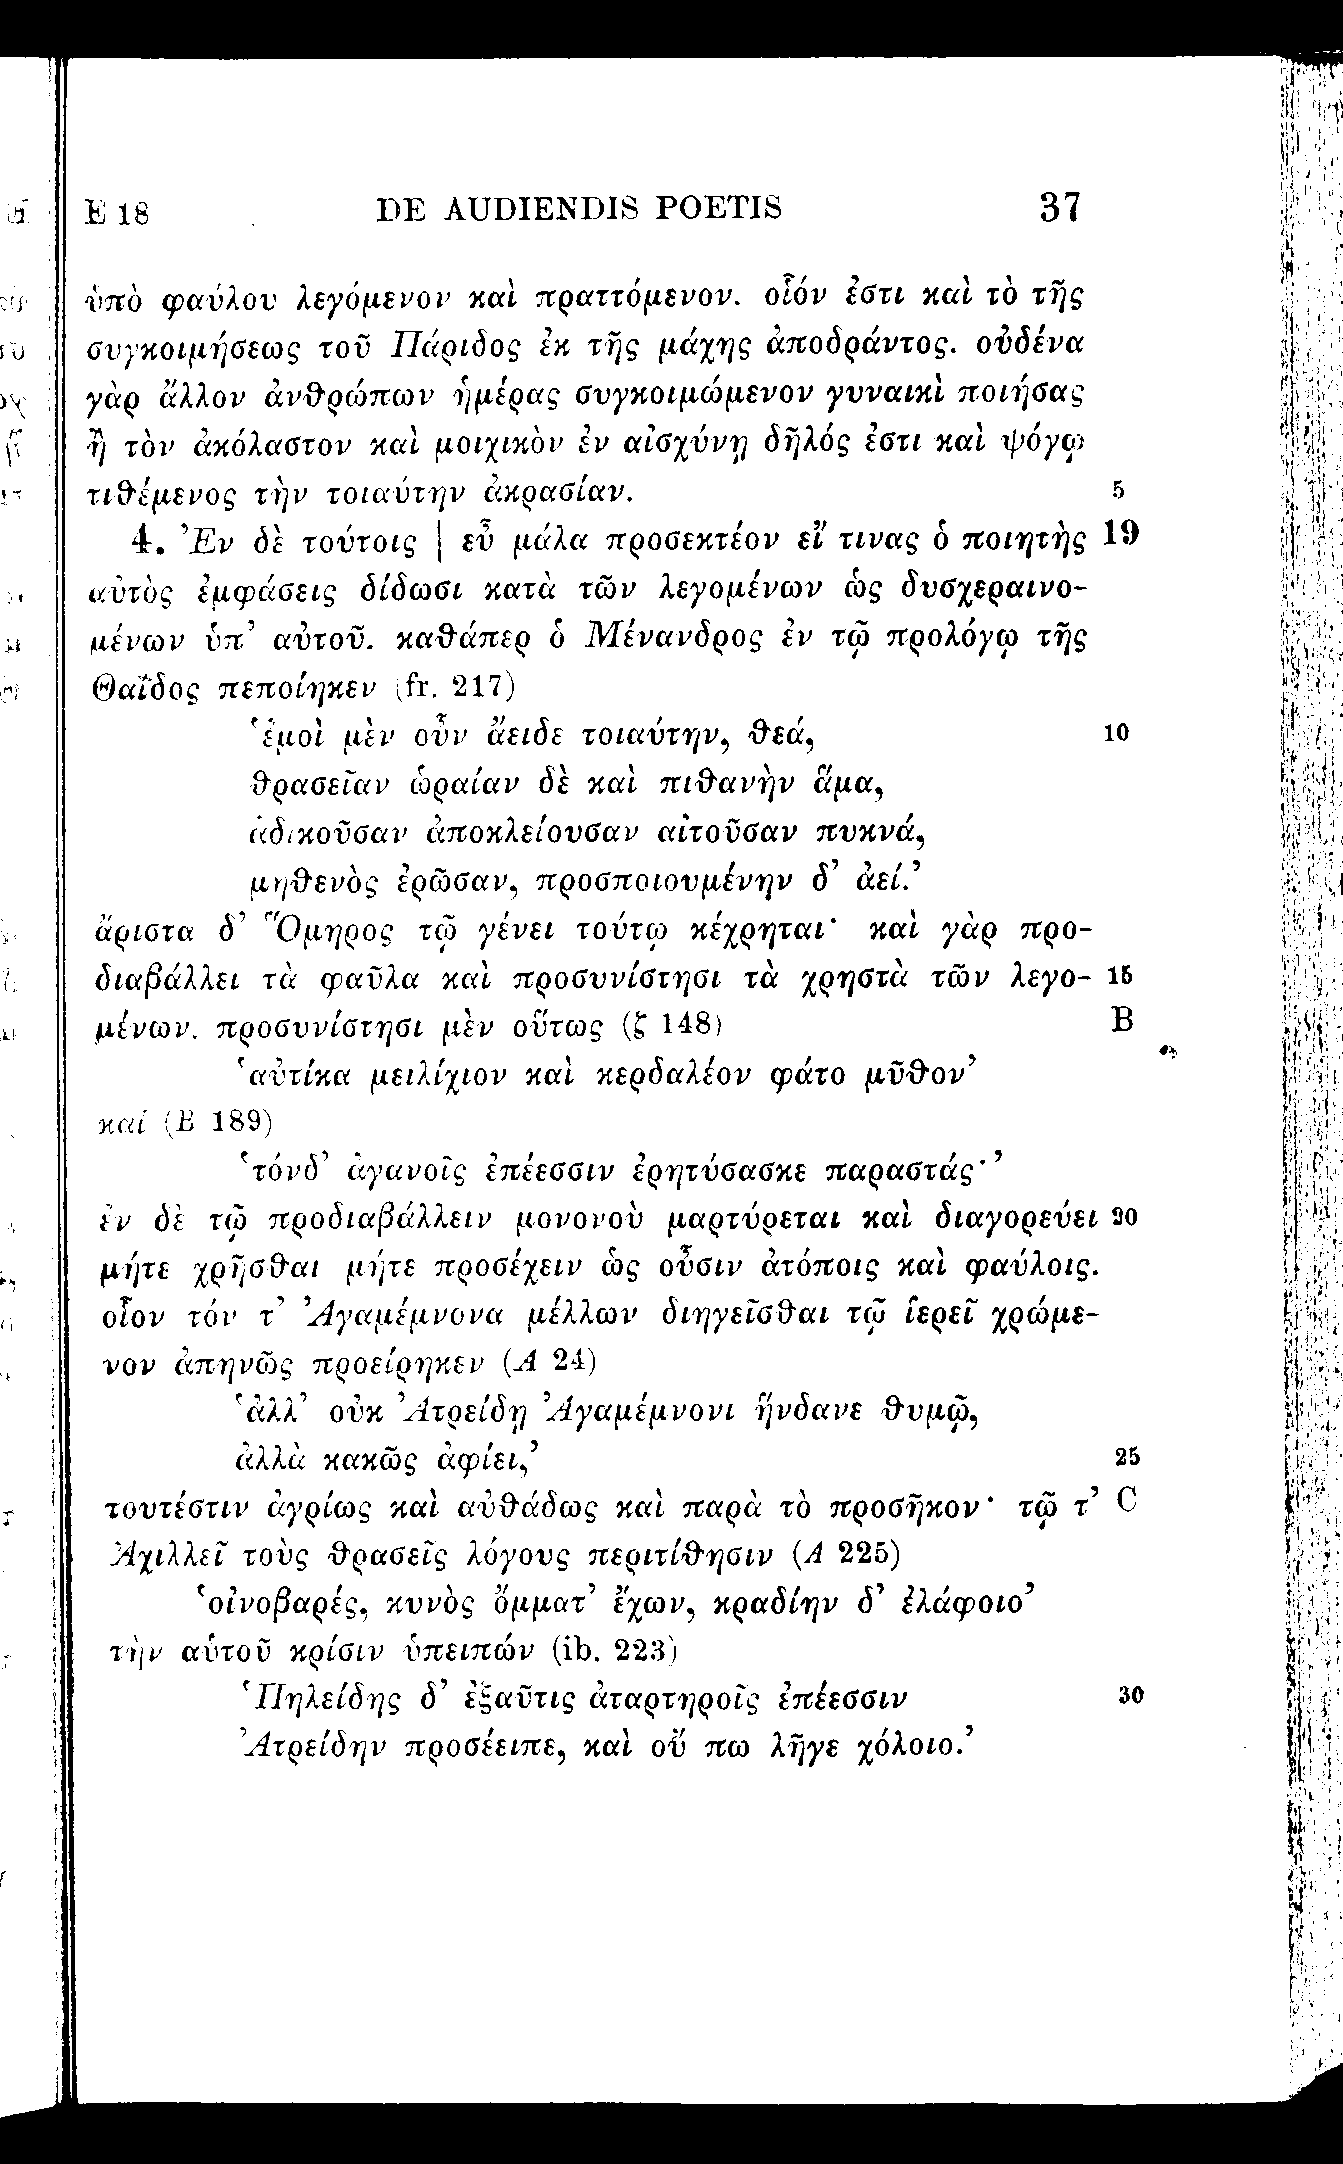 E 18 DE AUDIENDIS POETIS 37
ὑπὸ φαύλου λεγόμενον καὶ πραττόμενον. οἷόν ἐστι καὶ τὸ τῆς
συγκοιμήσεως τοῦ Πάριδος ἐκ τῆς μάχης ἀποδράντος. οὐδένα
γὰρ ἄλλον ἀνθρώπων ἡμέρας συγκοιμώμενον γυναικὶ ποιήσας
ἢ τὸν ἀκόλαστον καὶ μοιχικὸν ἐν αἰσχύνῃ δῆλός ἐστι καὶ ψόγῳ
τιθέμενος τὴν τοιαύτην ἀκρασίαν. 5
4. Ἐν δὲ τούτοις | εὖ μάλα προσεκτέον εἴ τινας ὁ ποιητὴς 19
αὐτὸς ἐμφάσεις δίδωσι κατὰ τῶν λεγομένων ὡς δυσχεραινο-
μένων ὑπ’ αὐτοῦ. καθάπερ ὁ Μένανδρος ἐν τῷ προλόγῳ τῆς
Θαΐδος πεποίηκεν (fr. 217)
‘ἐμοὶ μὲν οὖν ἄειδε τοιαύτην, θεά, 10
θρασεῖαν ὡραίαν δὲ καὶ πιθανὴν ἅμα,
ἀδικοῦσαν ἀποκλείουσαν αἰτοῦσαν πυκνά,
μηθενὸς ἐρῶσαν, προσποιουμένην δ’ ἀεί.’
ἄριστα δ’ Ὅμηρος τῷ γένει τούτῳ κέχρηται· καὶ γὰρ προ-
διαβάλλει τὰ φαῦλα καὶ προσυνίστησι τὰ χρηστὰ τῶν λεγο- 15
μένων. προσυνίστησι μὲν οὕτως (ζ 148) B
‘αὐτίκα μειλίχιον καὶ κερδαλέον φάτο μῦθον’
καί (B 189)
‘τόνδ’ ἀγανοῖς ἐπέεσσιν ἐρητύσασκε παραστάς·’
ἐν δὲ τῷ προδιαβάλλειν μονονοὺ μαρτύρεται καὶ διαγορεύει 20
μήτε χρῆσθαι μήτε προσέχειν ὡς οὖσιν ἀτόποις καὶ φαύλοις.
οἷον τόν τ’ Ἀγαμέμνονα μέλλων διηγεῖσθαι τῷ ἱερεῖ χρώμε-
νον ἀπηνῶς προείρηκεν (A 24)
‘ἀλλ’ οὐκ Ἀτρείδῃ Ἀγαμέμνονι ἥνδανε θυμῷ,
ἀλλὰ κακῶς ἀφίει,’ 25
τουτέστιν ἀγρίως καὶ αὐθάδως καὶ παρὰ τὸ προσῆκον· τῷ τ’ C
Ἀχιλλεῖ τοὺς θρασεῖς λόγους περιτίθησιν (A 225)
‘οἰνοβαρές, κυνὸς ὄμματ’ ἔχων, κραδίην δ’ ἐλάφοιο’
τὴν αὑτοῦ κρίσιν ὑπειπών (ib. 223)
‘Πηλείδης δ’ ἐξαῦτις ἀταρτηροῖς ἐπέεσσιν 30
Ἀτρείδην προσέειπε, καὶ οὔ πω λῆγε χόλοιο.’